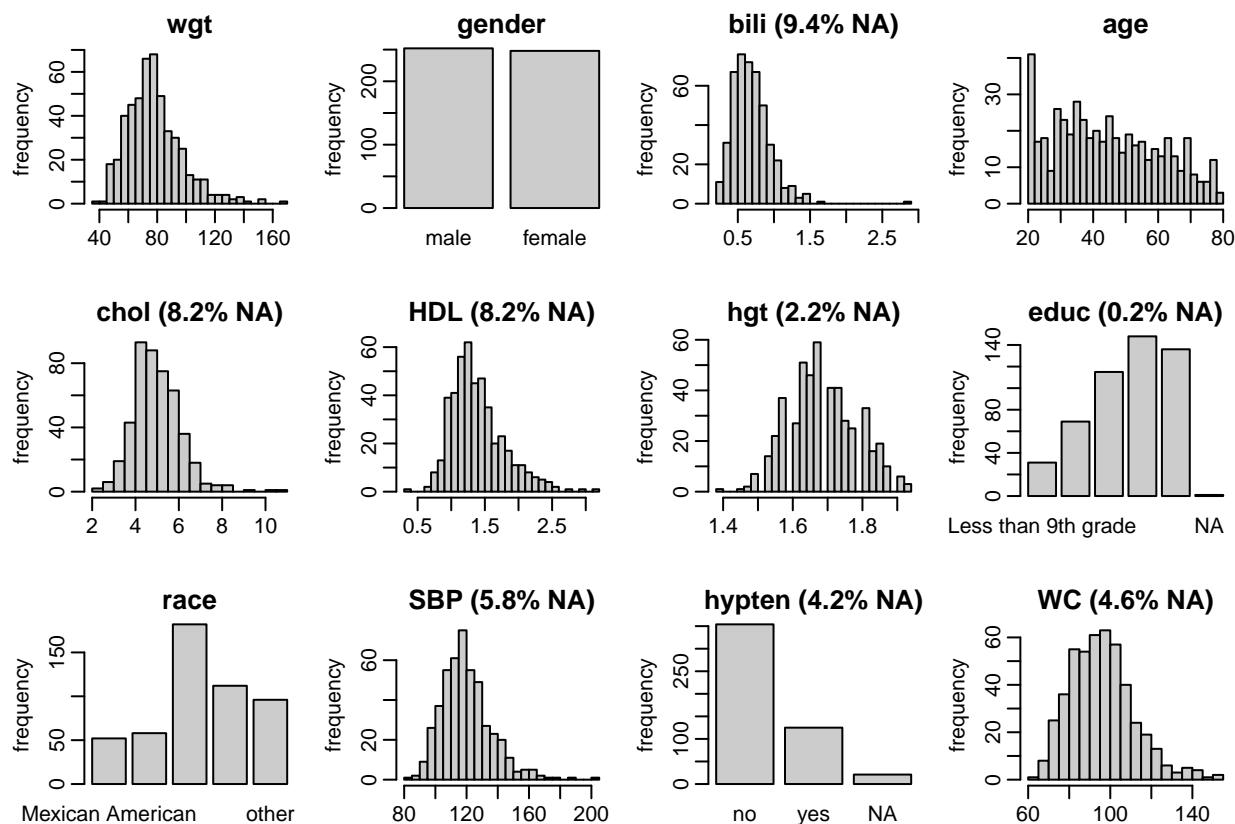 wgt
frequency
0 20 40 60
40 80 120 160
gender
frequency
0 100 200
male female
bili (9.4% NA)
frequency
0 20 60
0.5 1.5 2.5
age
frequency
0 10 30
20 30 40 50 60 70 80
chol (8.2% NA)
frequency
0 40 80
2 4 6 8 10
HDL (8.2% NA)
frequency
0 20 40 60
0.5 1.5 2.5
hgt (2.2% NA)
frequency
0 20 40 60
1.4 1.6 1.8
educ (0.2% NA)
frequency
0 40 80 140
Less than 9th grade NA
race
frequency
0 50 150
Mexican American other
SBP (5.8% NA)
frequency
0 20 60
80 120 160 200
hypten (4.2% NA)
frequency
0 100 250
no yes NA
WC (4.6% NA)
frequency
0 20 40 60
60 100 140